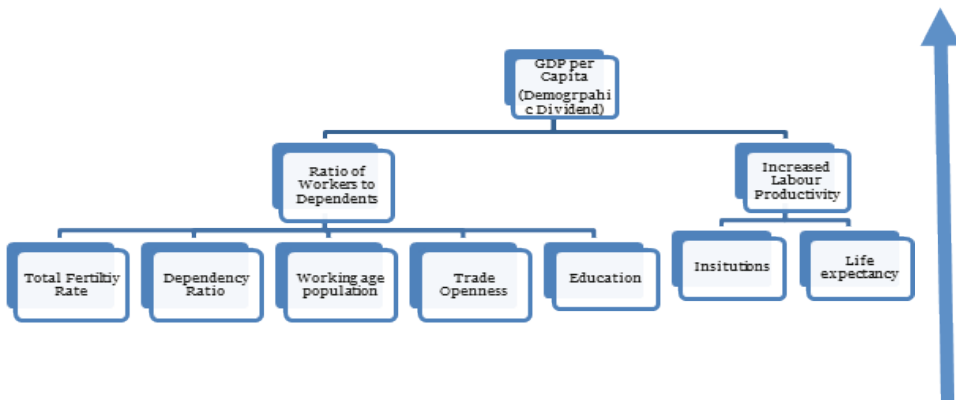 GDP per
Capita
(Demogrpahi
c Dividend)
Ratio of
Workers to
Dependents
Increased
Labour
Productivity
Total Fertiltiy
Rate
Dependency
Ratio
Working age
population
Trade
Openness
Education
Insitutions
Life
expectancy